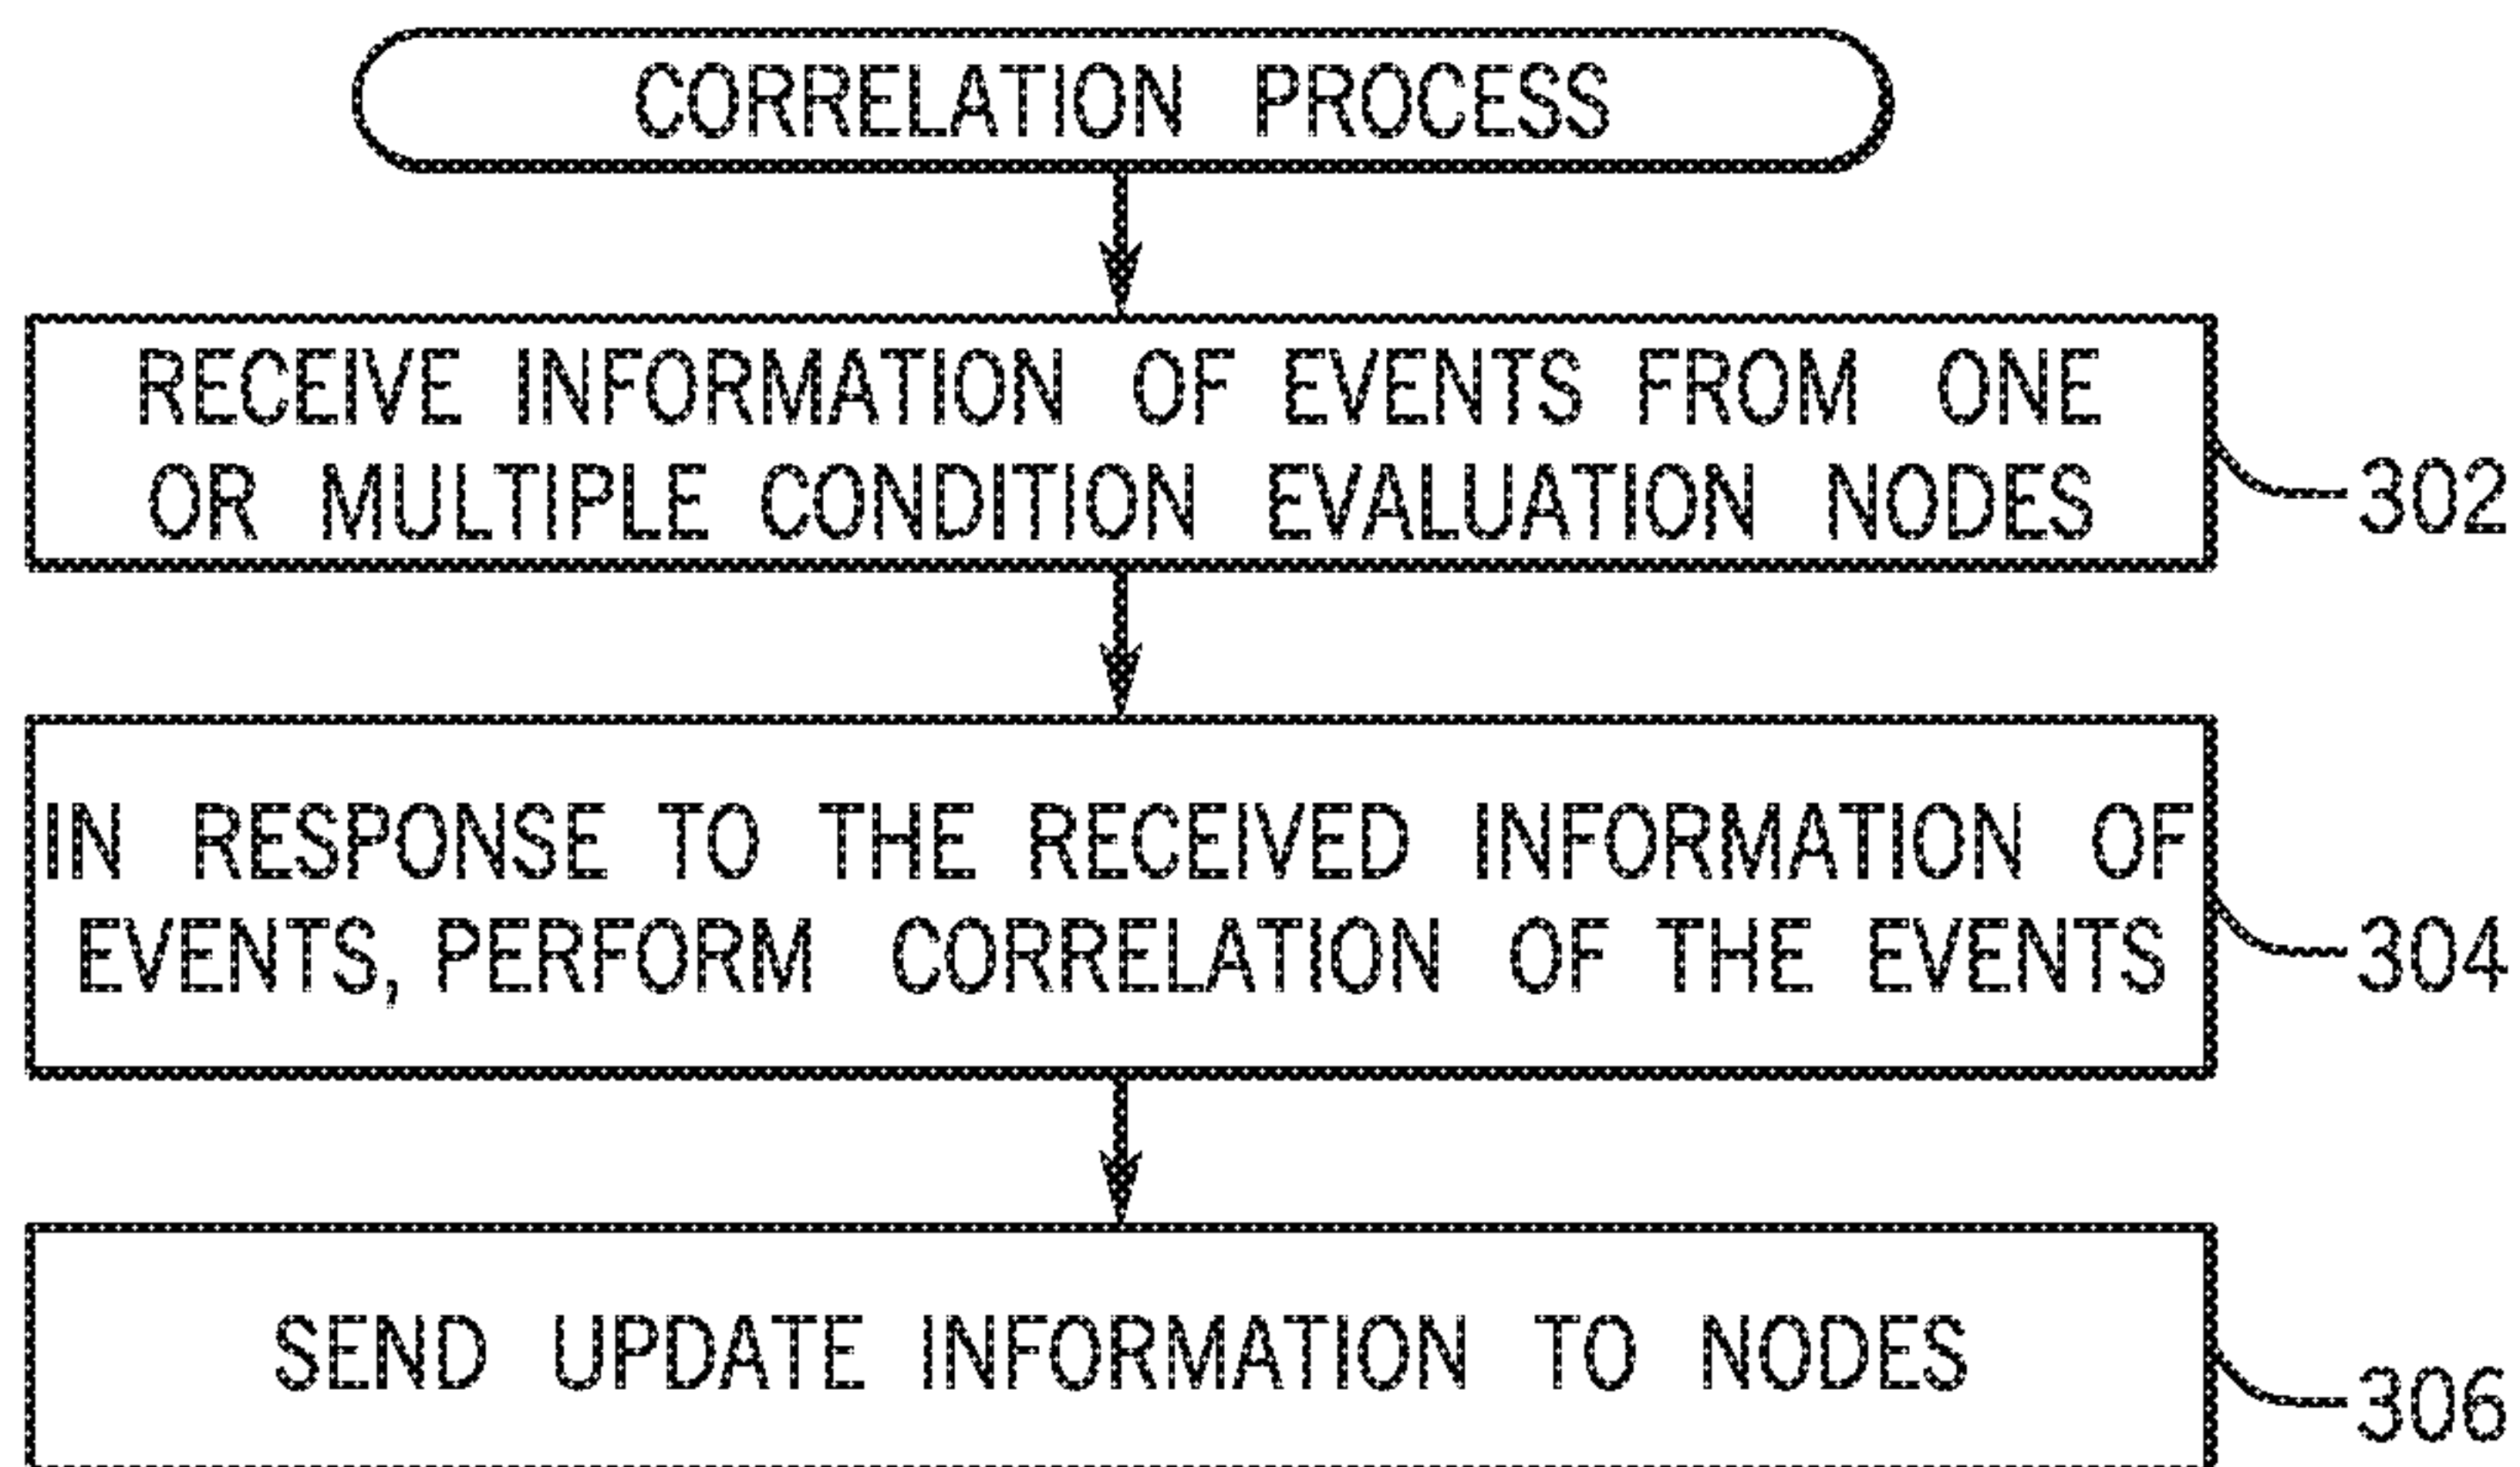 CORRELATION PROCESS
RECEIVE INFORMATION OF EVENTS FROM ONE
OR MULTIPLE CONDITION EVALUATION NODES
302
IN RESPONSE TO THE RECEIVED INFORMATION OF
EVENTS, PERFORM CORRELATION OF THE EVENTS
304
SEND UPDATE INFORMATION TO NODES
306